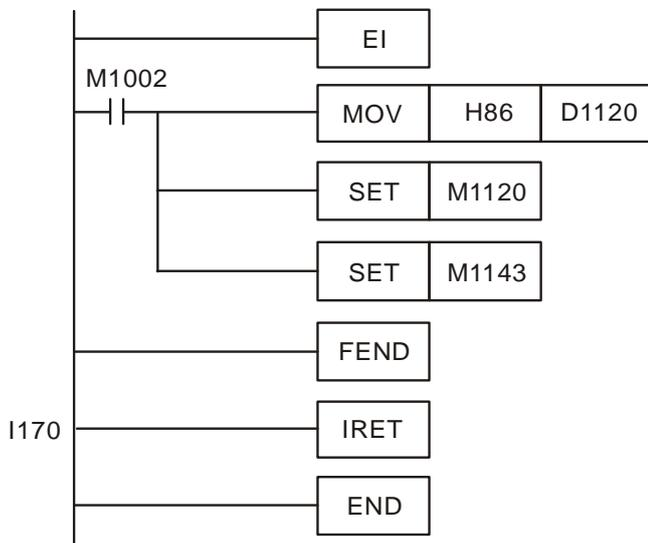 EI
M1002
MOV H86 D1120
SET M1120
SET M1143
FEND
I170 IRET
END